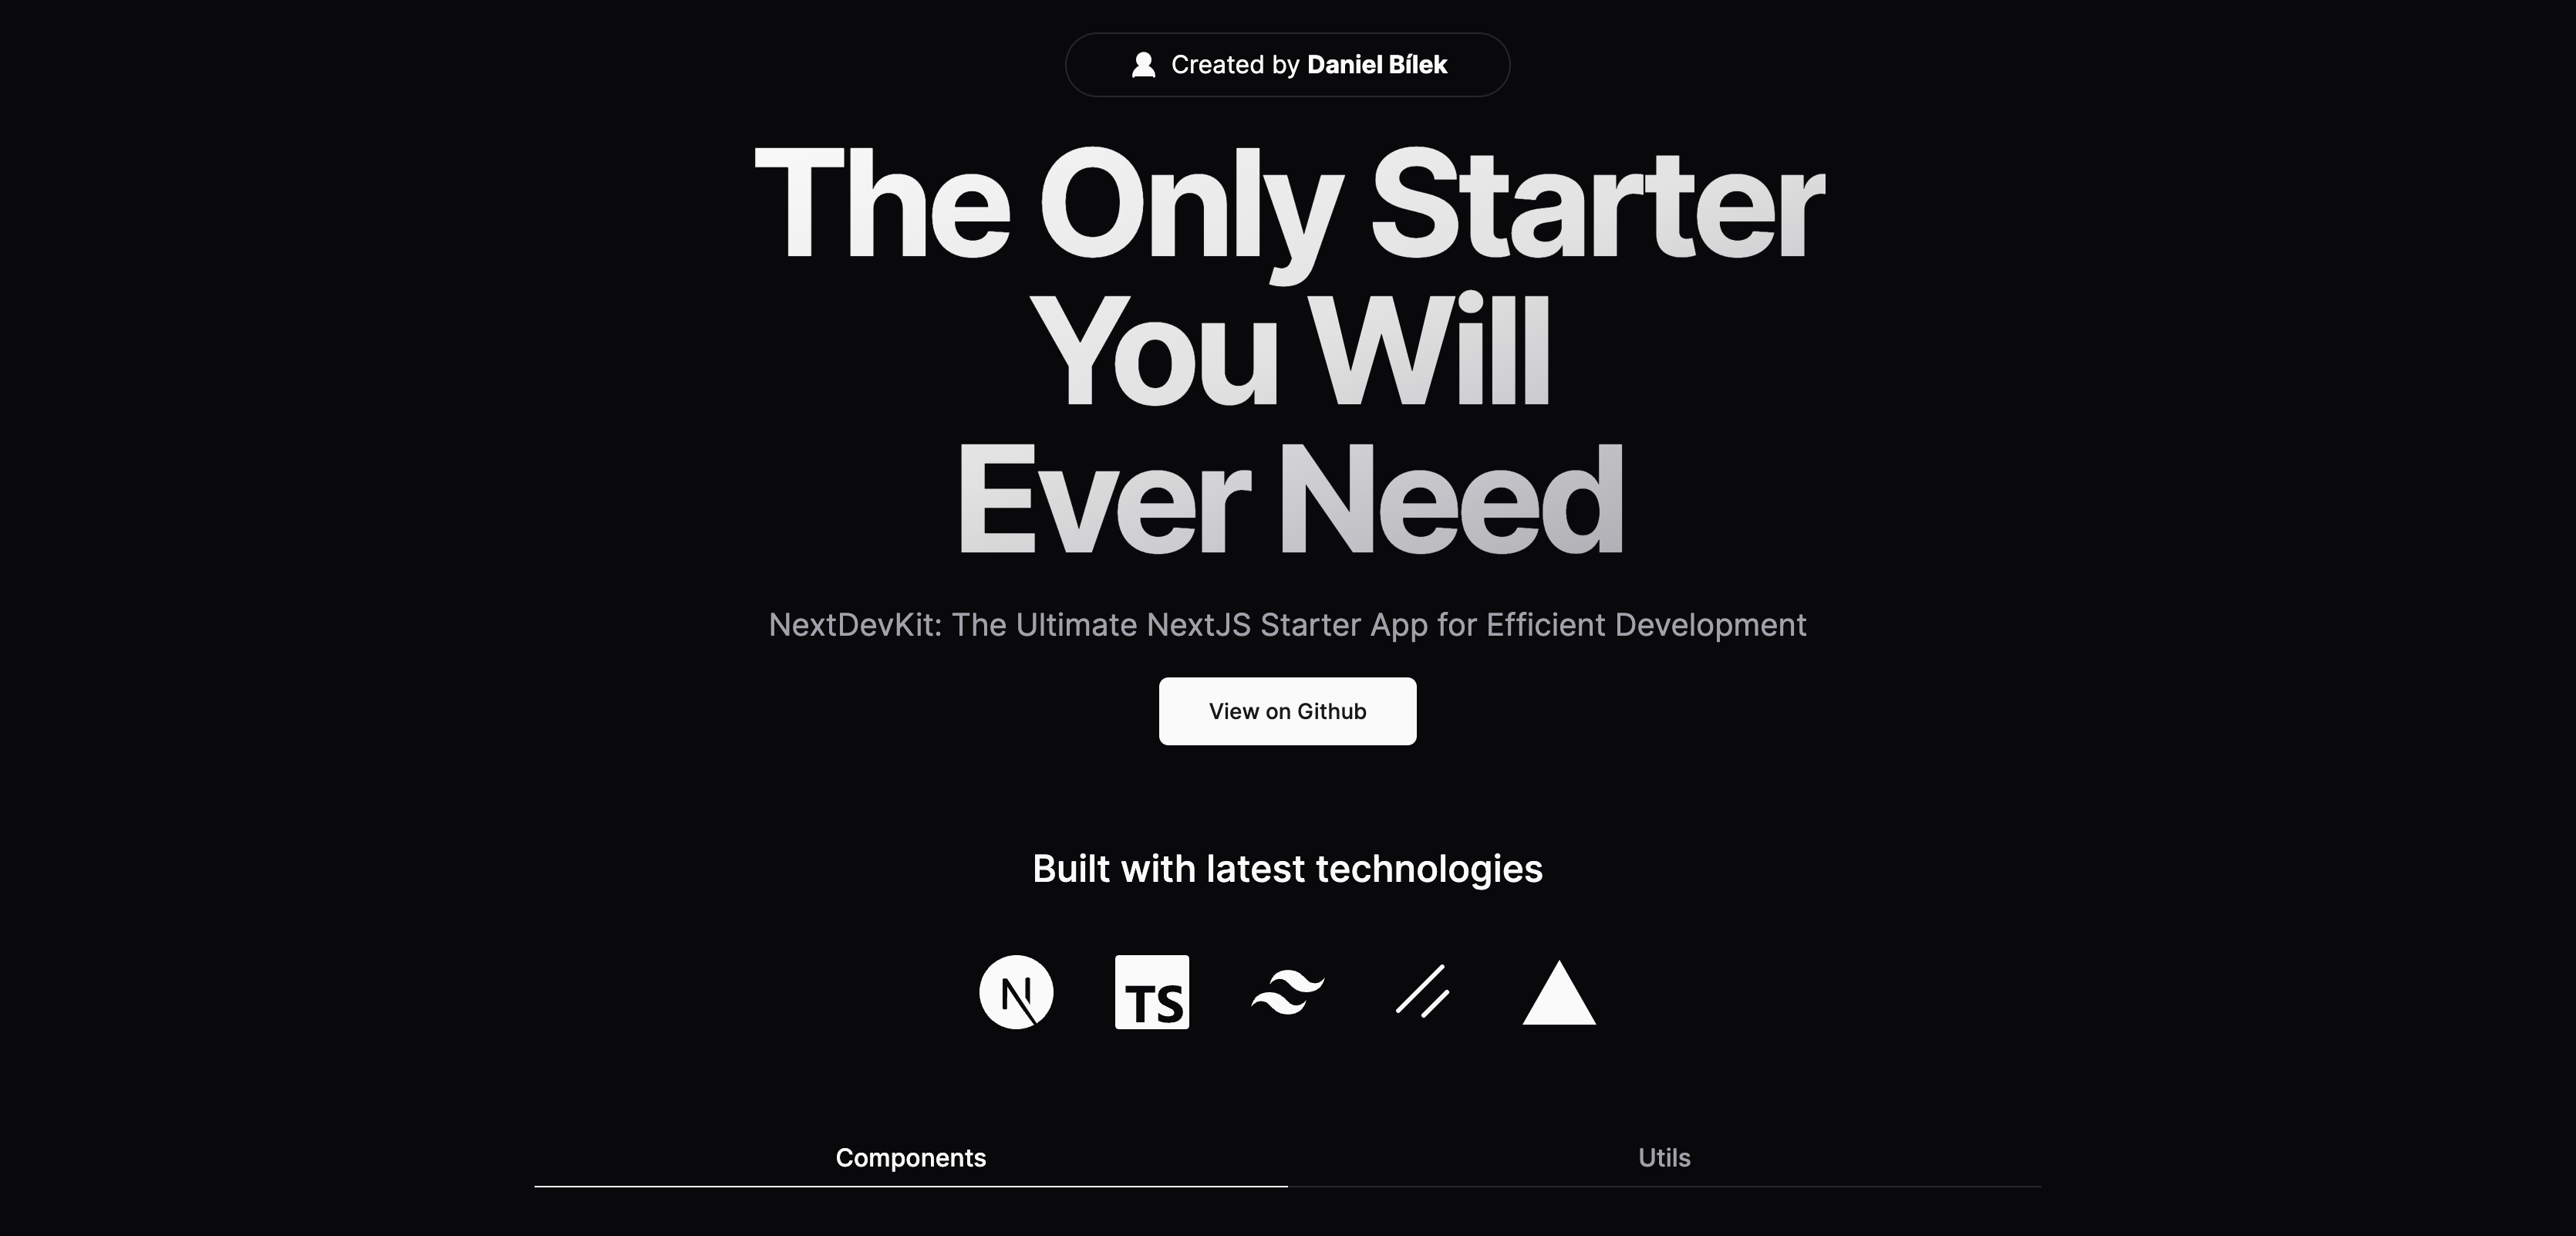 Created by Daniel Bílek
The Only Starter
You Will
Ever Need
NextDevKit: The Ultimate NextJS Starter App for Efficient Development
View on Github
Built with latest technologies
N
TS
Components
Utils